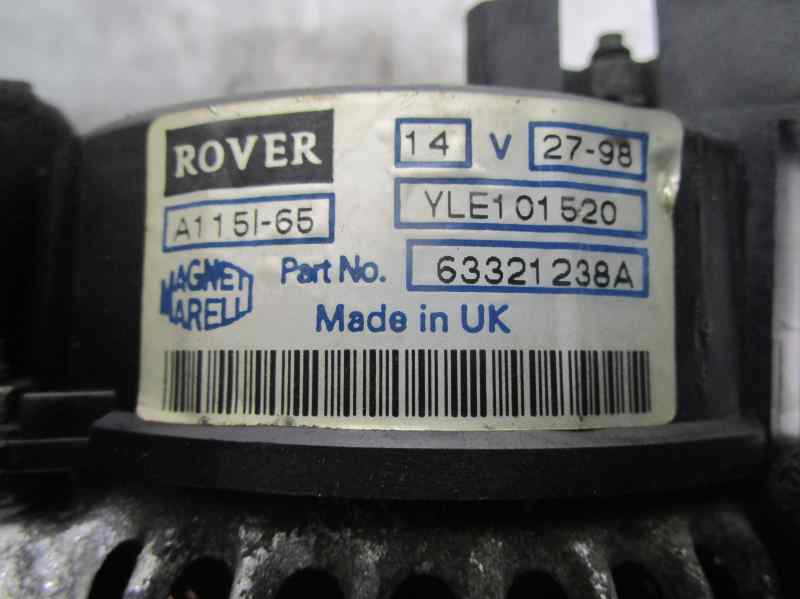 ROVER 14 V 27-98
A115I-65 YLE101520
MAGNETI MARELLI Part No. 63321238A
Made in UK